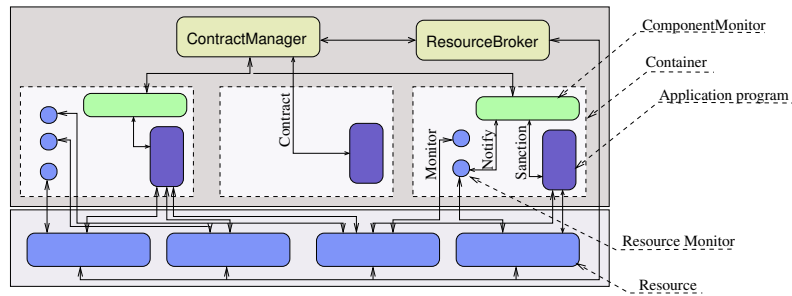 ComponentMonitor
ContractManager
ResourceBroker
Container
Application program
Contract
Monitor
Notify
Sanction
Resource Monitor
Resource